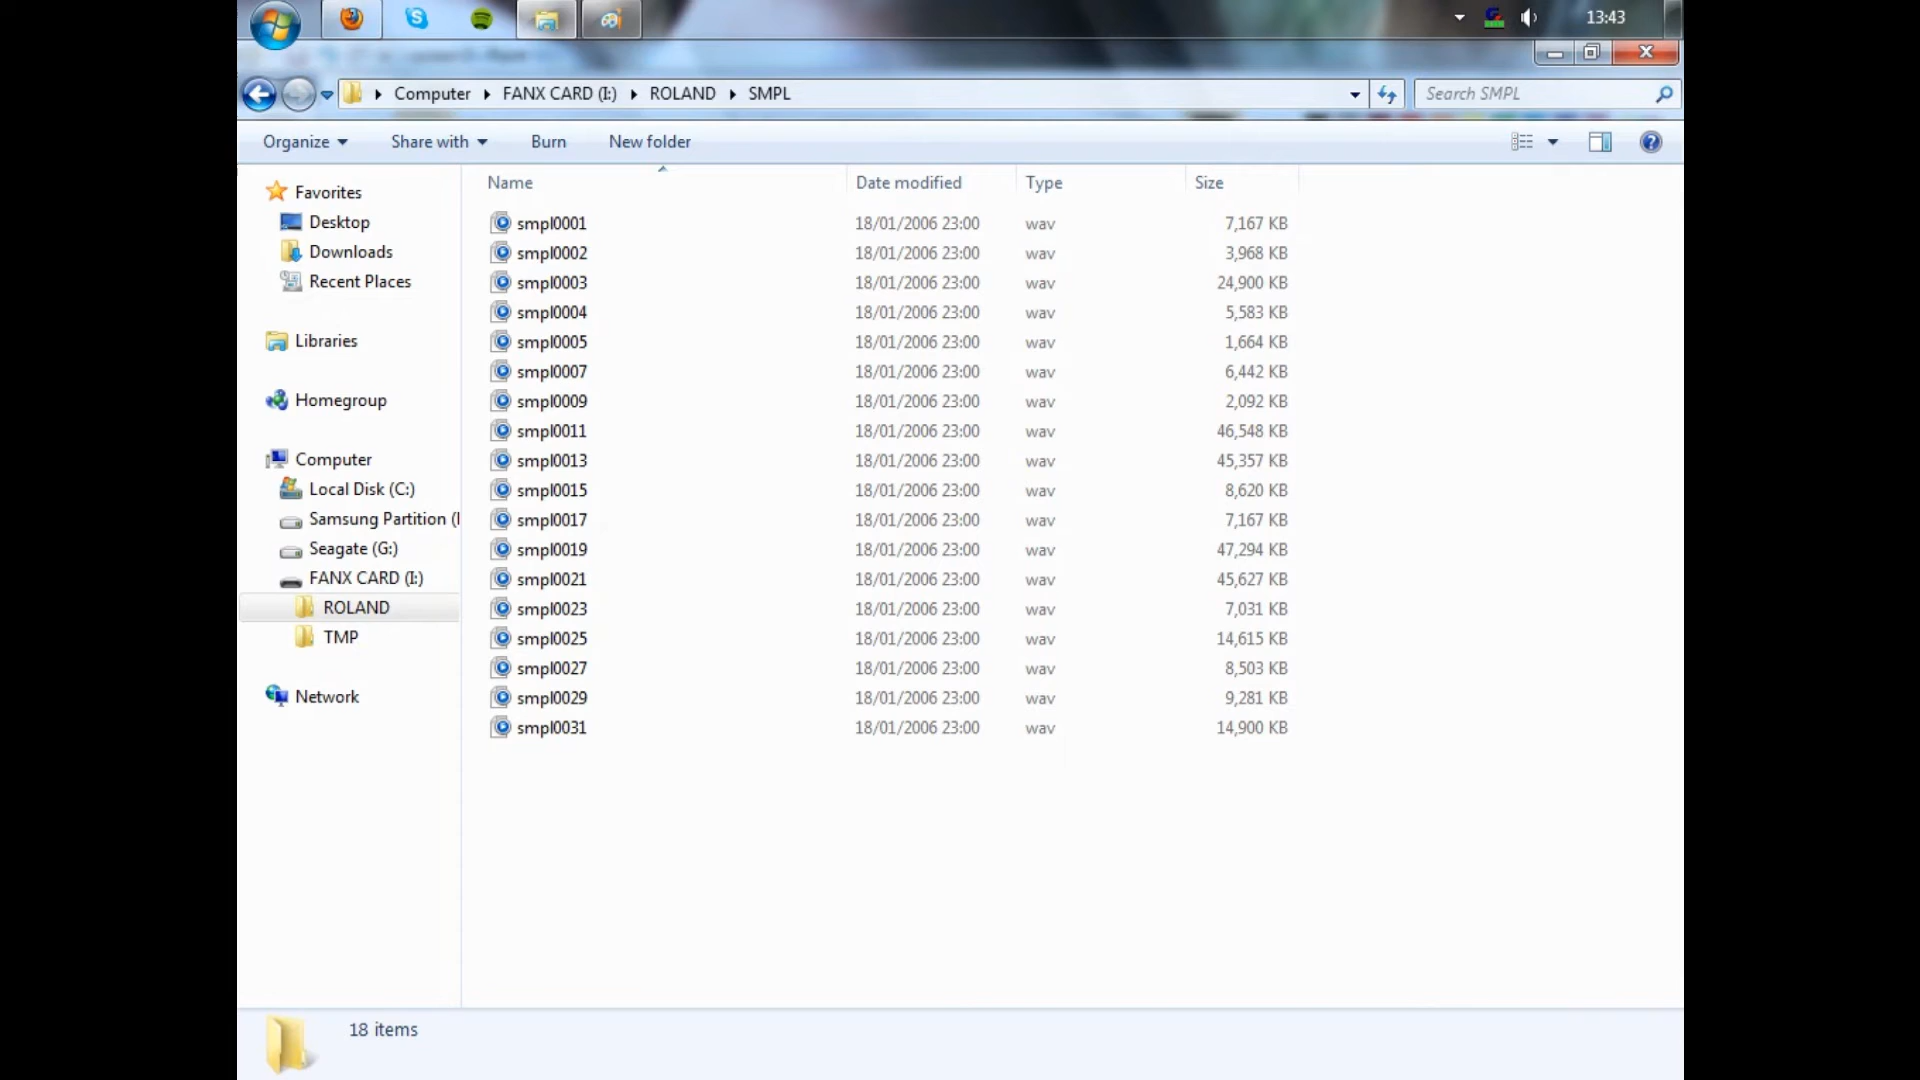 13:43
Computer FANX CARD (I:) ROLAND SMPL
Search SMPL
Organize Share with Burn New folder
Name Date modified Type Size
Favorites
Desktop
Downloads
Recent Places
Libraries
Homegroup
Computer
Local Disk (C:)
Samsung Partition (
Seagate (G:)
FANX CARD (I:)
ROLAND
TMP
Network
smpl0001 18/01/2006 23:00 wav 7,167 KB
smpl0002 18/01/2006 23:00 wav 3,968 KB
smpl0003 18/01/2006 23:00 wav 24,900 KB
smpl0004 18/01/2006 23:00 wav 5,583 KB
smpl0005 18/01/2006 23:00 wav 1,664 KB
smpl0007 18/01/2006 23:00 wav 6,442 KB
smpl0009 18/01/2006 23:00 wav 2,092 KB
smpl0011 18/01/2006 23:00 wav 46,548 KB
smpl0013 18/01/2006 23:00 wav 45,357 KB
smpl0015 18/01/2006 23:00 wav 8,620 KB
smpl0017 18/01/2006 23:00 wav 7,167 KB
smpl0019 18/01/2006 23:00 wav 47,294 KB
smpl0021 18/01/2006 23:00 wav 45,627 KB
smpl0023 18/01/2006 23:00 wav 7,031 KB
smpl0025 18/01/2006 23:00 wav 14,615 KB
smpl0027 18/01/2006 23:00 wav 8,503 KB
smpl0029 18/01/2006 23:00 wav 9,281 KB
smpl0031 18/01/2006 23:00 wav 14,900 KB
18 items